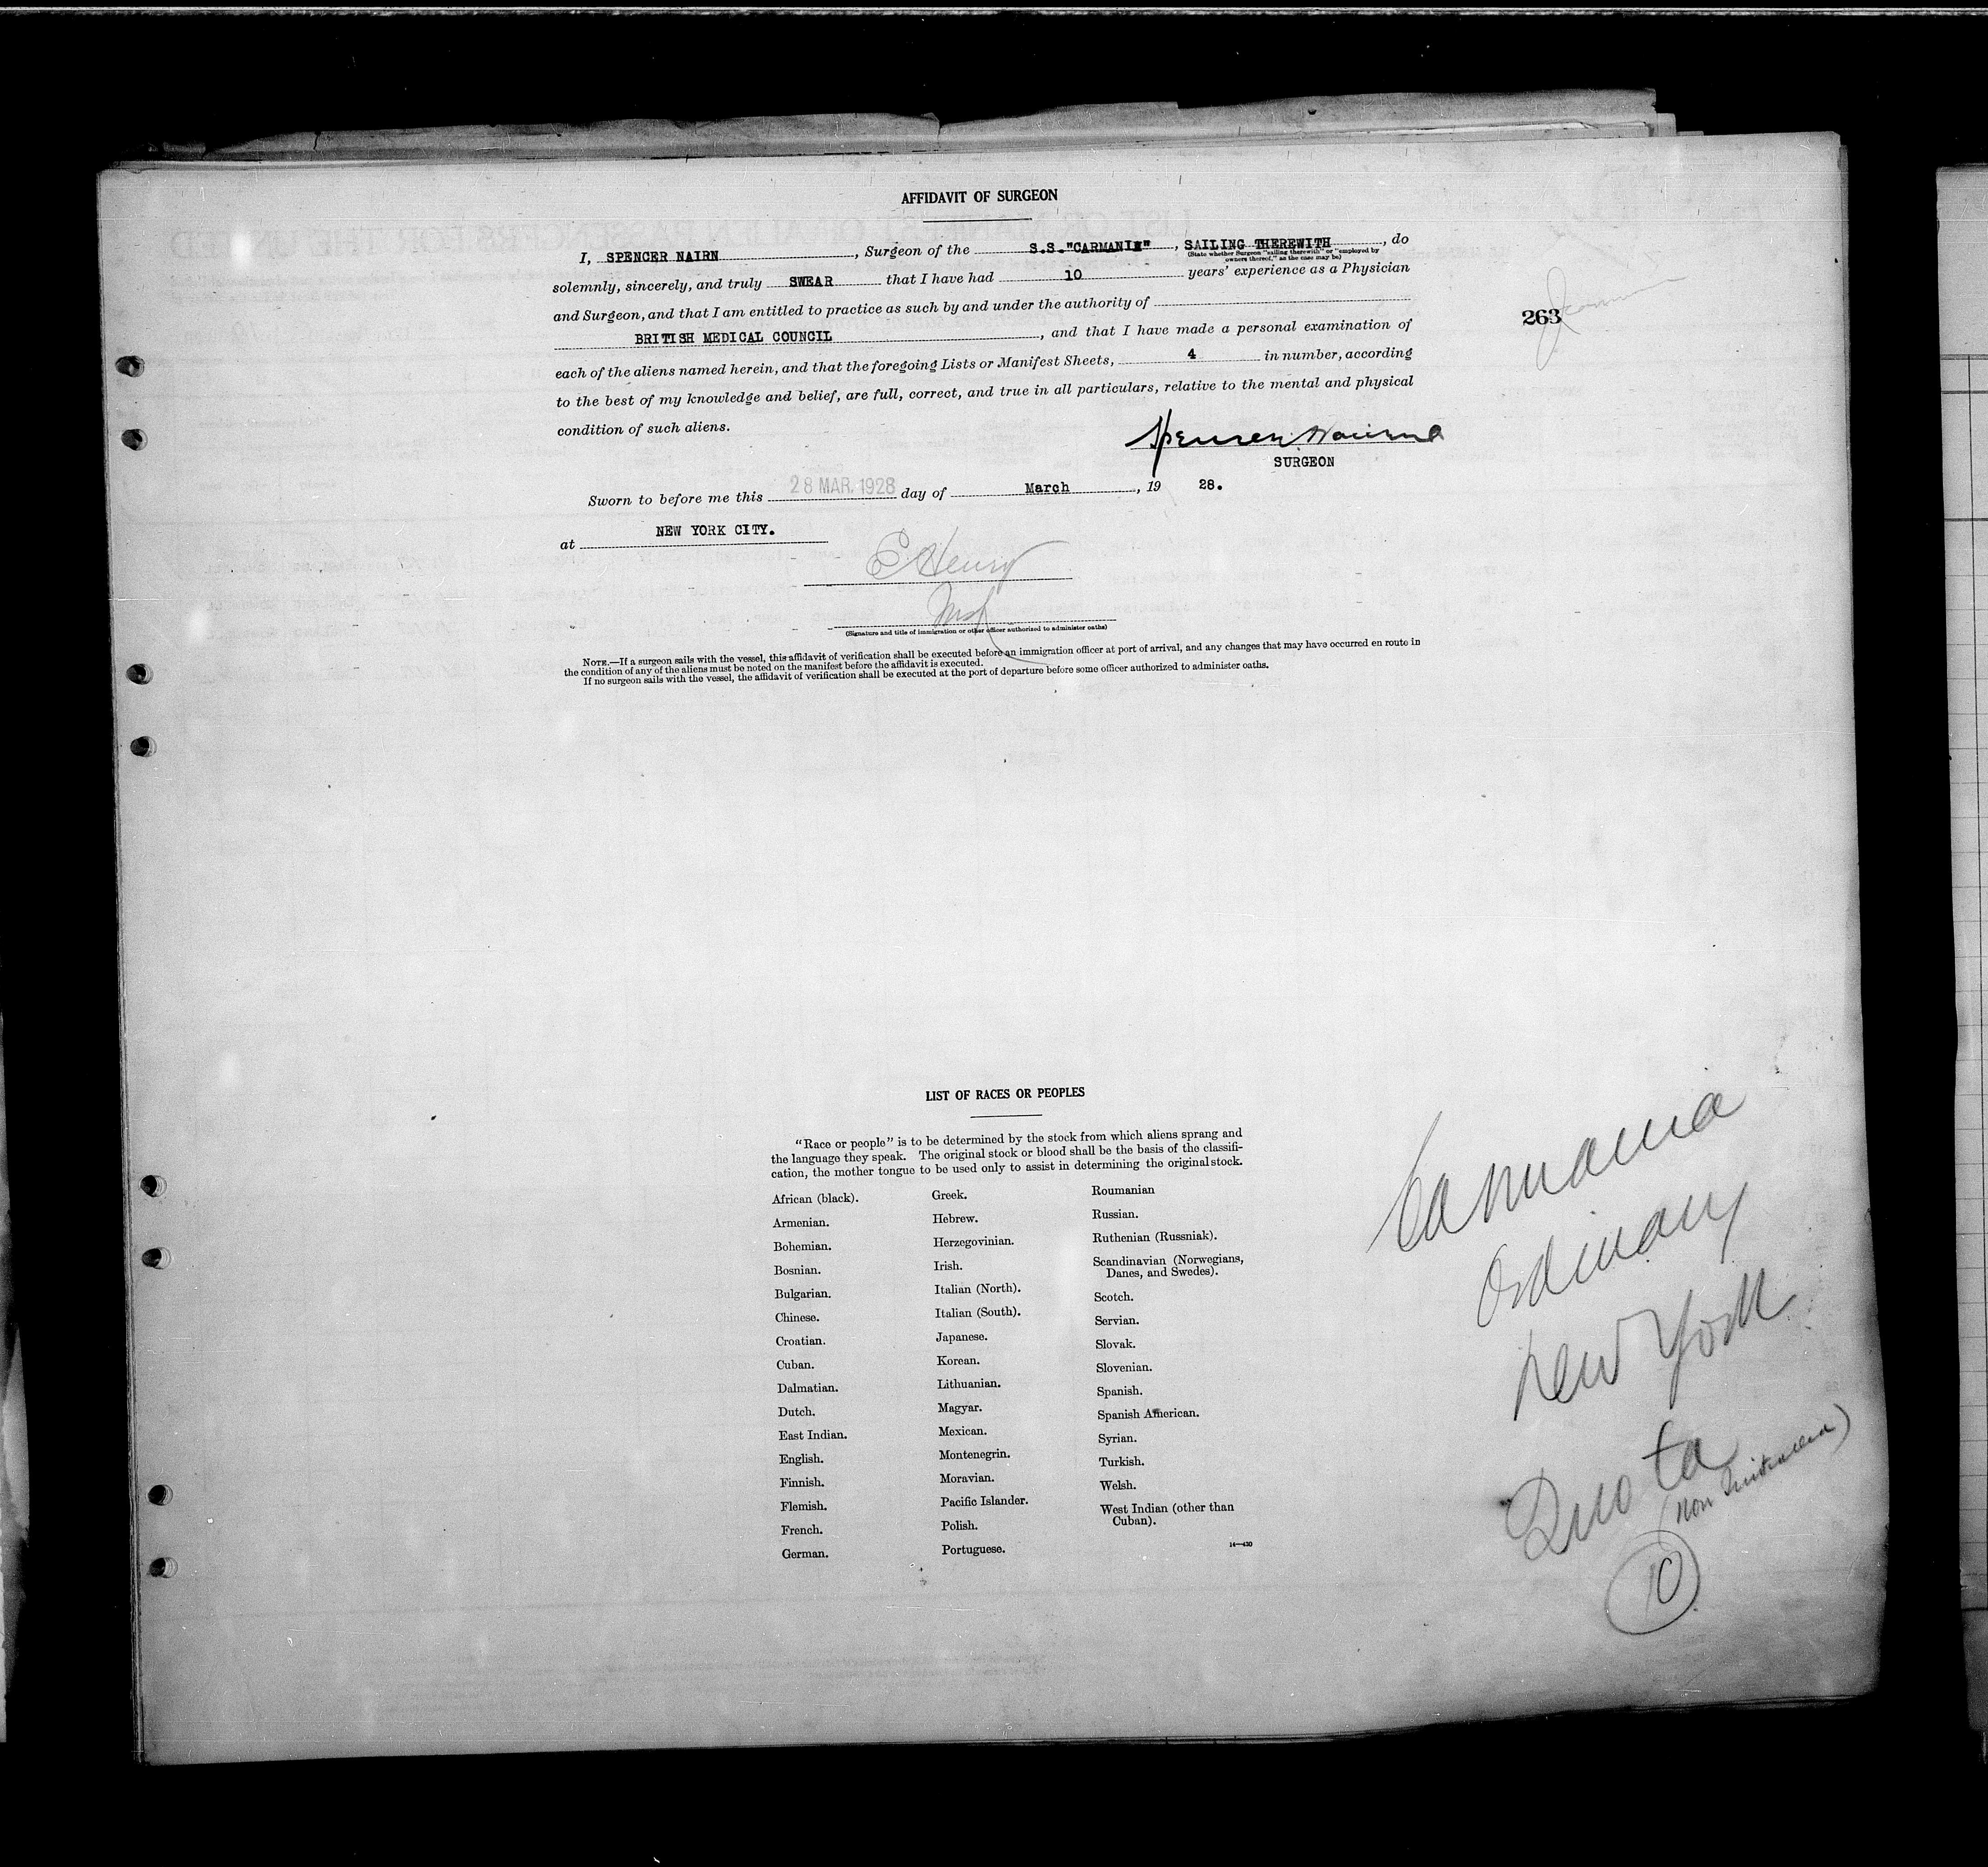 AFFIDAVIT OF SURGEON
I, SPENCER NAIRN, Surgeon of the S.S."CARMANIA", SAILING THEREWITH, do
(State whether Surgeon "sailing therewith" or "employed by
owners thereof," as the case may be)
solemnly, sincerely, and truly SWEAR that I have had 10 years' experience as a Physician
and Surgeon, and that I am entitled to practice as such by and under the authority of
BRITISH MEDICAL COUNCIL, and that I have made a personal examination of
each of the aliens named herein, and that the foregoing Lists or Manifest Sheets, 4 in number, according
to the best of my knowledge and belief, are full, correct, and true in all particulars, relative to the mental and physical
condition of such aliens.
263
Spencer Nairn
SURGEON
Sworn to before me this 28 MAR. 1928 day of March, 19 28.
at NEW YORK CITY.
E Henry
(Signature and title of immigration or other officer authorized to administer oaths)
NOTE.—If a surgeon sails with the vessel, this affidavit of verification shall be executed before an immigration officer at port of arrival, and any changes that may have occurred en route in
the condition of any of the aliens must be noted on the manifest before the affidavit is executed.
If no surgeon sails with the vessel, the affidavit of verification shall be executed at the port of departure before some officer authorized to administer oaths.
LIST OF RACES OR PEOPLES
"Race or people" is to be determined by the stock from which aliens sprang and
the language they speak. The original stock or blood shall be the basis of the classifi-
cation, the mother tongue to be used only to assist in determining the original stock.
African (black).
Armenian.
Bohemian.
Bosnian.
Bulgarian.
Chinese.
Croatian.
Cuban.
Dalmatian.
Dutch.
East Indian.
English.
Finnish.
Flemish.
French.
German.
Greek.
Hebrew.
Herzegovinian.
Irish.
Italian (North).
Italian (South).
Japanese.
Korean.
Lithuanian.
Magyar.
Mexican.
Montenegrin.
Moravian.
Pacific Islander.
Polish.
Portuguese.
Roumanian
Russian.
Ruthenian (Russniak).
Scandinavian (Norwegians,
Danes, and Swedes).
Scotch.
Servian.
Slovak.
Slovenian.
Spanish.
Spanish American.
Syrian.
Turkish.
Welsh.
West Indian (other than
Cuban).
14—430
Carmania
Ordinary
New York
Quota
(Non
10